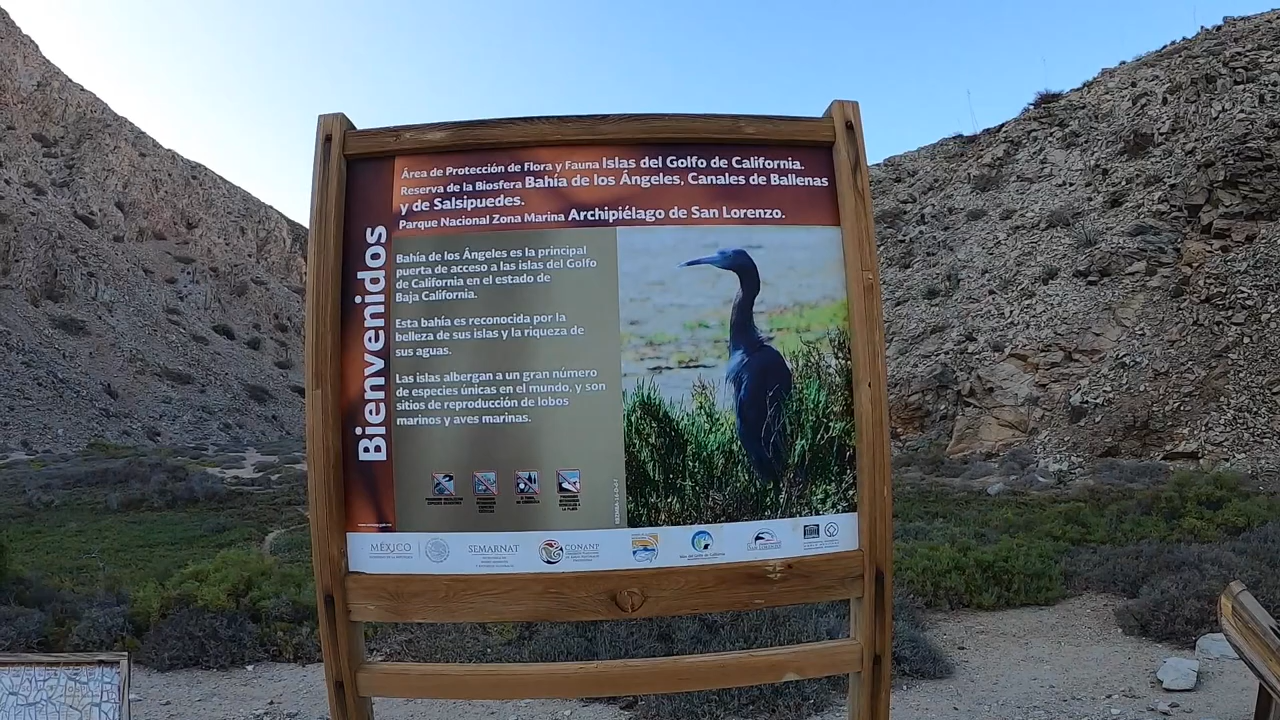 Bienvenidos
Área de Protección de Flora y Fauna Islas del Golfo de California.
Reserva de la Biosfera Bahía de los Ángeles, Canales de Ballenas
y de Salsipuedes.
Parque Nacional Zona Marina Archipiélago de San Lorenzo.
Bahía de los Ángeles es la principal
puerta de acceso a las islas del Golfo
de California en el estado de
Baja California.
Esta bahía es reconocida por la
belleza de sus islas y la riqueza de
sus aguas.
Las islas albergan a un gran número
de especies únicas en el mundo, y son
sitios de reproducción de lobos
marinos y aves marinas.
MÉXICO
SEMARNAT
CONANP
SAN LORENZO